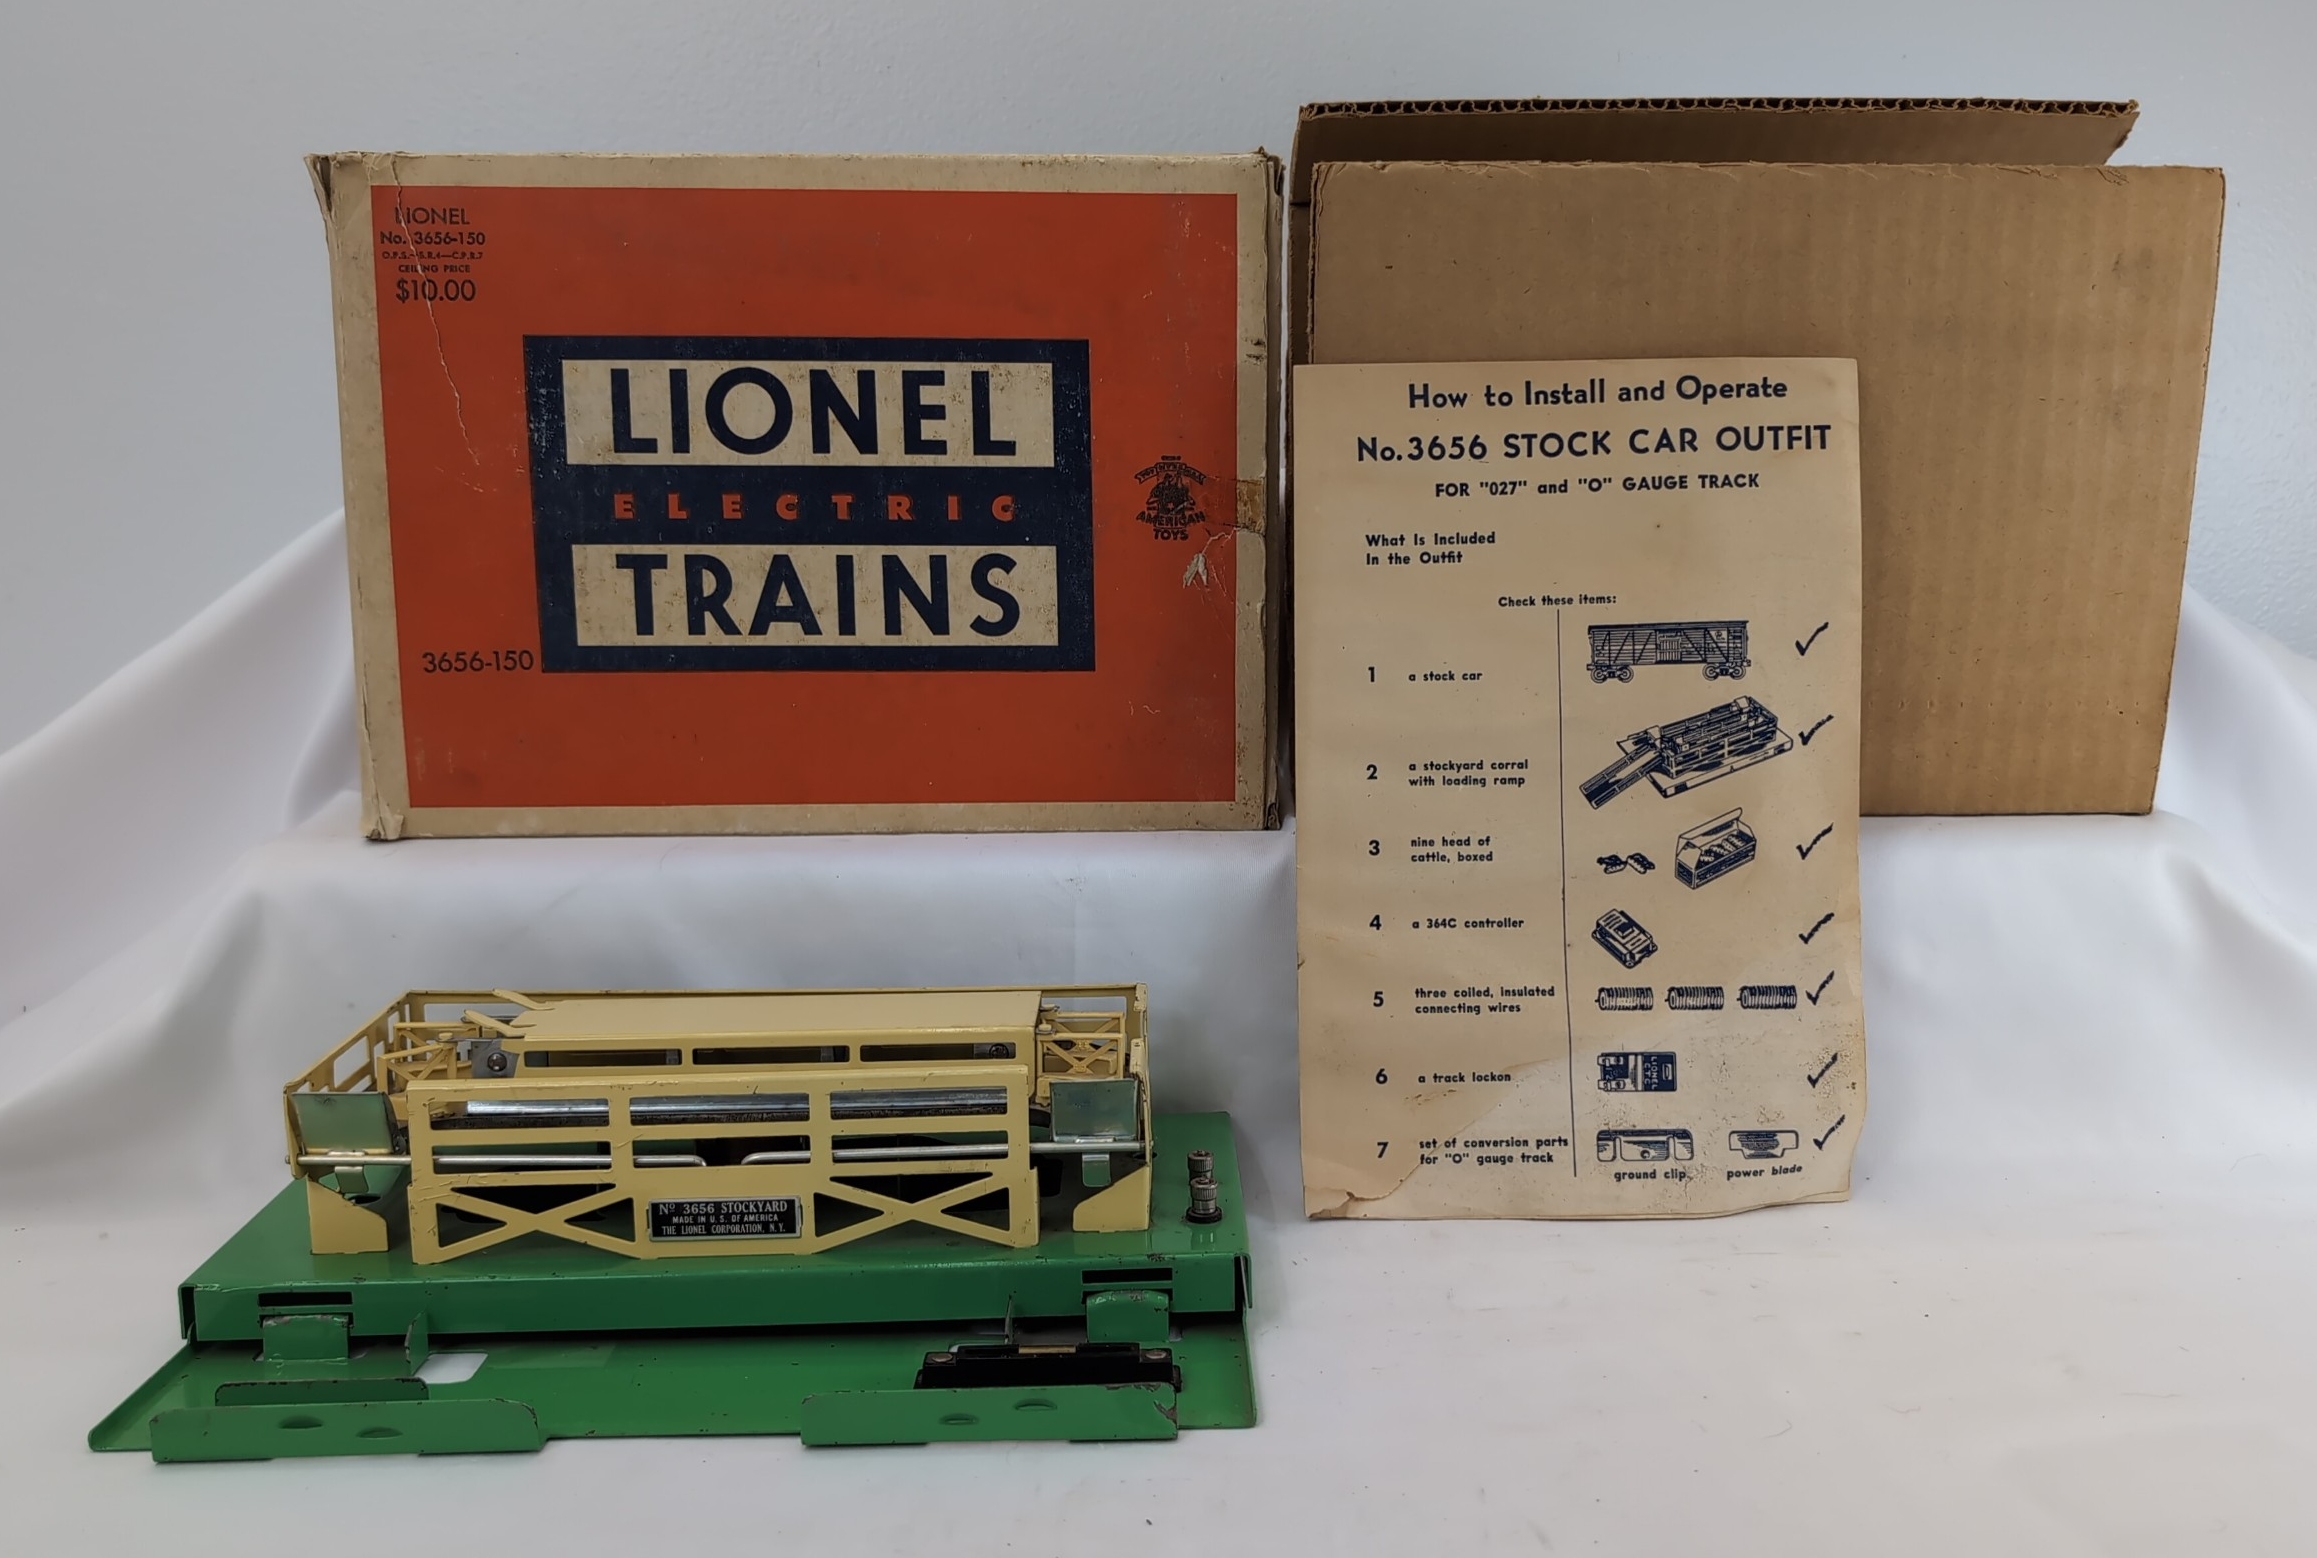 LIONEL
No. 3656-150
O.P.S.-S.R.4—C.P.R.7
CEILING PRICE
$10.00
LIONEL
ELECTRIC
TRAINS
3656-150
AMERICAN
TOYS
How to Install and Operate
No. 3656 STOCK CAR OUTFIT
FOR "027" and "O" GAUGE TRACK
What Is Included
In the Outfit
Check these items:
1 a stock car
2 a stockyard corral
with loading ramp
3 nine head of
cattle, boxed
4 a 364C controller
5 three coiled, insulated
connecting wires
6 a track lockon
LIONEL
CTC
7 set of conversion parts
for "O" gauge track
ground clip
power blade
Nº 3656 STOCKYARD
MADE IN U.S. OF AMERICA
THE LIONEL CORPORATION, N.Y.